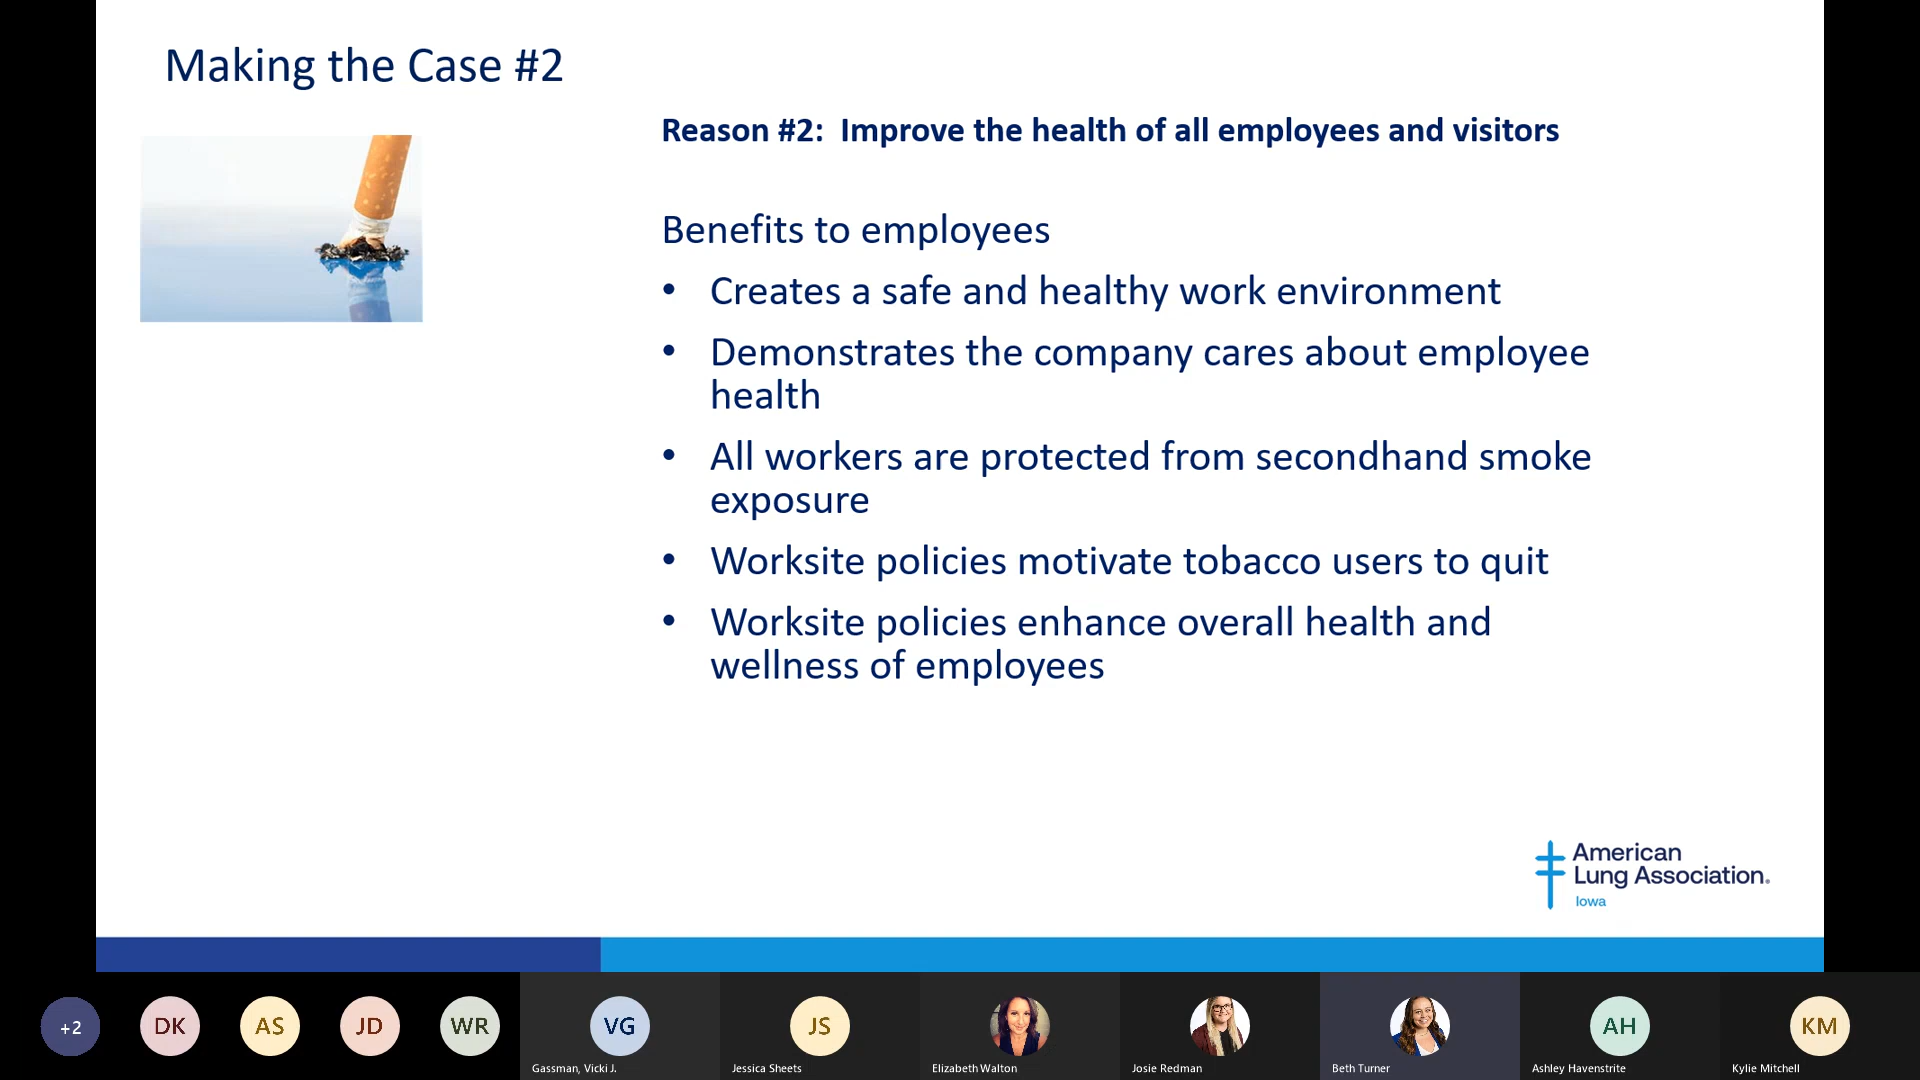 Making the Case #2
Reason #2: Improve the health of all employees and visitors
Benefits to employees
• Creates a safe and healthy work environment
• Demonstrates the company cares about employee
health
• All workers are protected from secondhand smoke
exposure
• Worksite policies motivate tobacco users to quit
• Worksite policies enhance overall health and
wellness of employees
American
Lung Association.
Iowa
+2
DK
AS
JD
WR
VG
Gassman, Vicki J.
JS
Jessica Sheets
Elizabeth Walton
Josie Redman
Beth Turner
AH
Ashley Havenstrite
KM
Kylie Mitchell